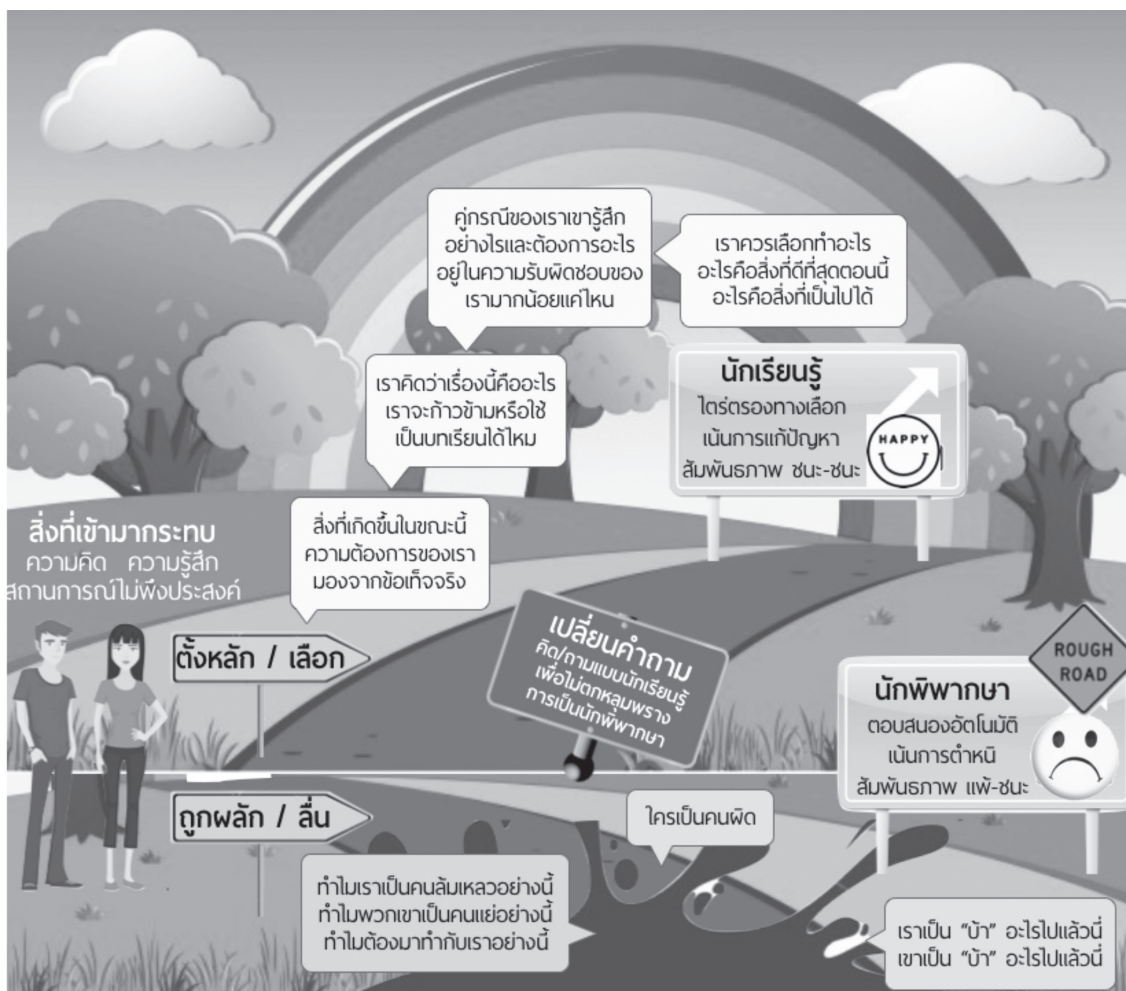 คู่กรณีของเราเขารู้สึก
อย่างไรและต้องการอะไร
อยู่ในความรับผิดชอบของ
เรามากน้อยแค่ไหน
เราควรเลือกทำอะไร
อะไรคือสิ่งที่ดีที่สุดตอนนี้
อะไรคือสิ่งที่เป็นไปได้
เราคิดว่าเรื่องนี้คืออะไร
เราจะก้าวข้ามหรือใช้
เป็นบทเรียนได้ไหม
นักเรียนรู้
ไตร่ตรองทางเลือก
เน้นการแก้ปัญหา
สัมพันธภาพ ชนะ-ชนะ
HAPPY
สิ่งที่เข้ามากระทบ
ความคิด ความรู้สึก
สถานการณ์ไม่พึงประสงค์
สิ่งที่เกิดขึ้นในขณะนี้
ความต้องการของเรา
มองจากข้อเท็จจริง
ตั้งหลัก / เลือก
เปลี่ยนคำถาม
คิด/ถามแบบนักเรียนรู้
เพื่อไม่ตกหลุมพราง
การเป็นนักพิพากษา
ROUGH
ROAD
นักพิพากษา
ตอบสนองอัตโนมัติ
เน้นการตำหนิ
สัมพันธภาพ แพ้-ชนะ
ถูกผลัก / ลื่น
ใครเป็นคนผิด
ทำไมเราเป็นคนล้มเหลวอย่างนี้
ทำไมพวกเขาเป็นคนแย่อย่างนี้
ทำไมต้องมาทำกับเราอย่างนี้
เราเป็น “บ้า” อะไรไปแล้วนี่
เขาเป็น “บ้า” อะไรไปแล้วนี่